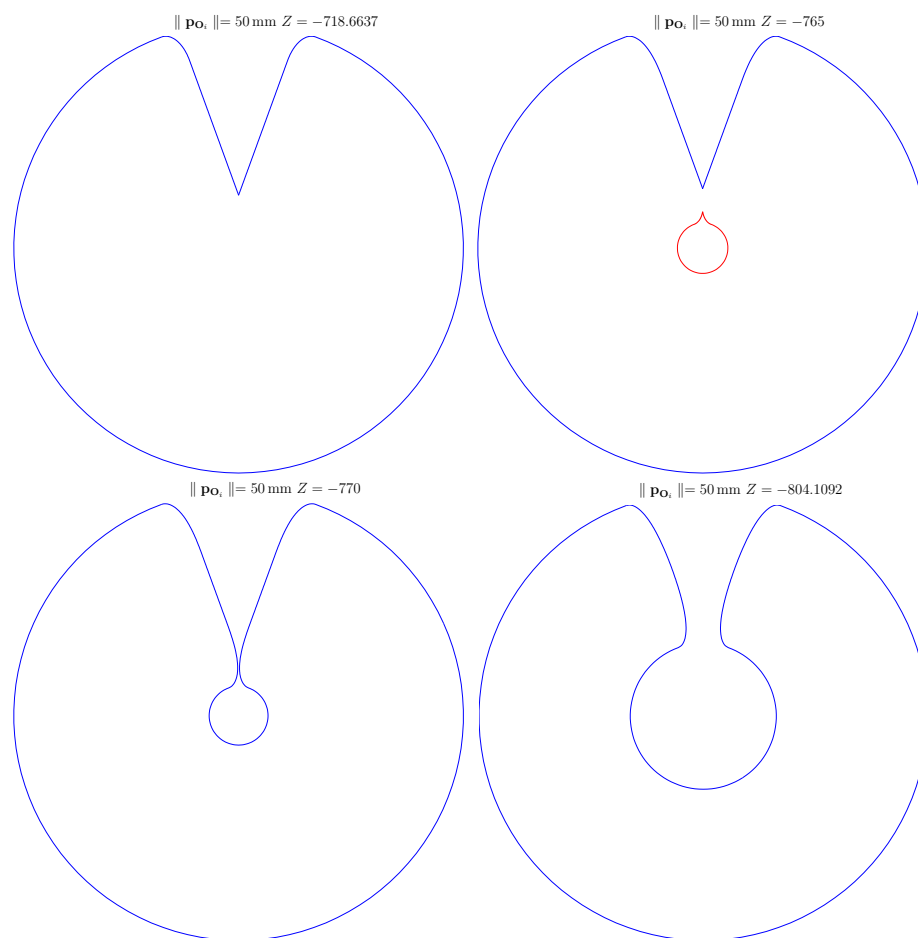 ‖ p_{O_i} ‖= 50 mm Z = −718.6637
‖ p_{O_i} ‖= 50 mm Z = −765
‖ p_{O_i} ‖= 50 mm Z = −770
‖ p_{O_i} ‖= 50 mm Z = −804.1092